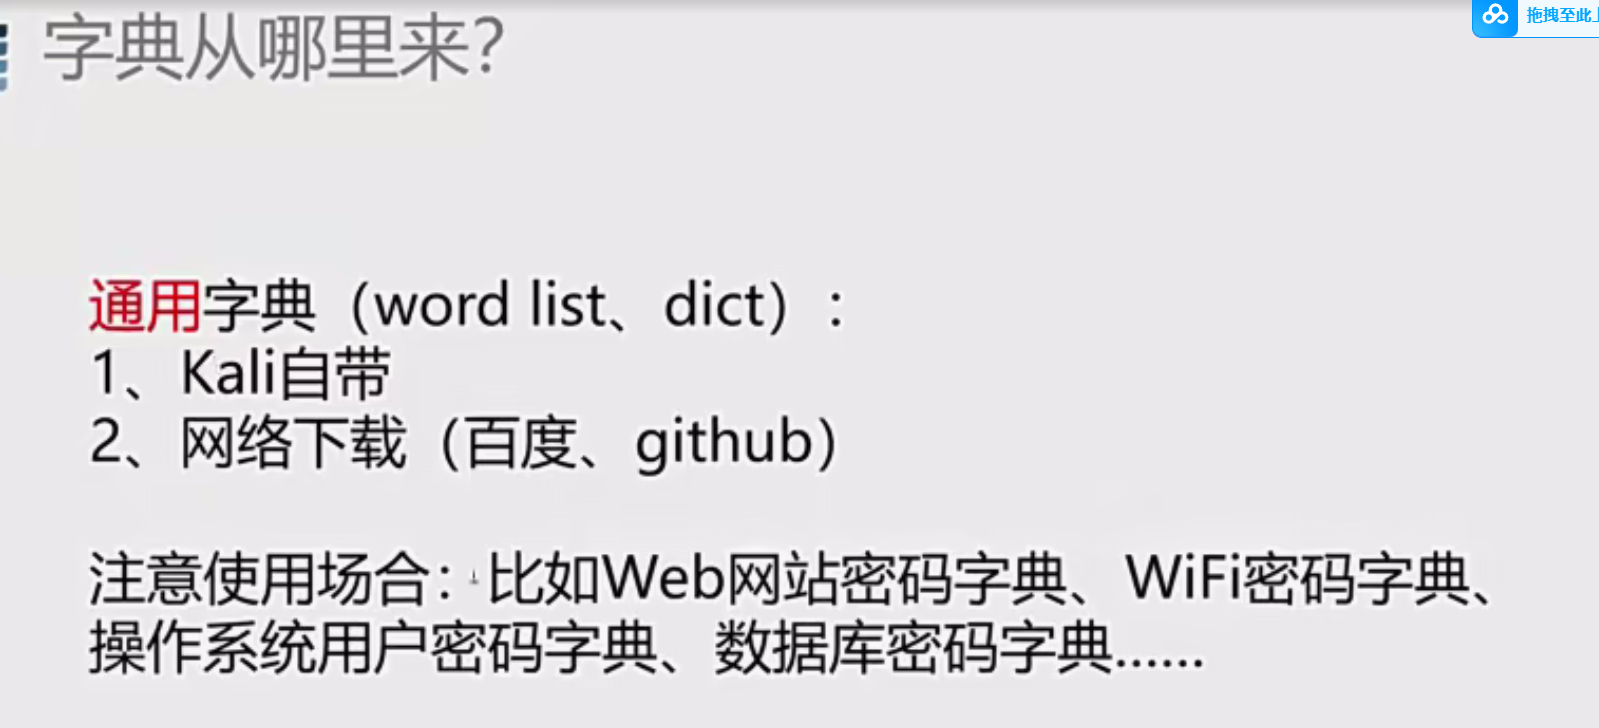 字典从哪里来?
拖拽至此上
通用字典（word list、dict）：
1、Kali自带
2、网络下载（百度、github）
注意使用场合：比如Web网站密码字典、WiFi密码字典、
操作系统用户密码字典、数据库密码字典......